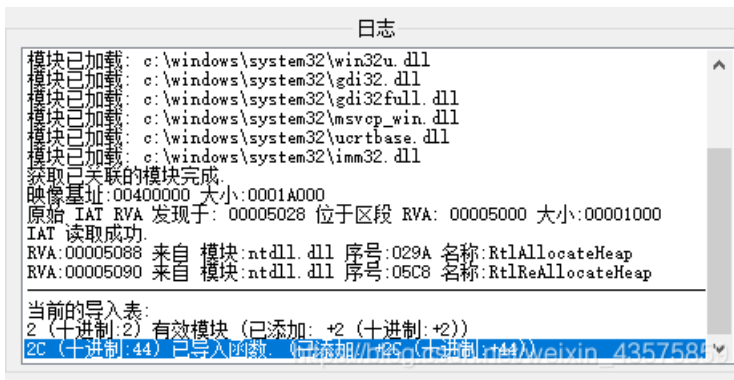 日志
模块已加载: c:\windows\system32\win32u.dll
模块已加载: c:\windows\system32\gdi32.dll
模块已加载: c:\windows\system32\gdi32full.dll
模块已加载: c:\windows\system32\msvcp_win.dll
模块已加载: c:\windows\system32\ucrtbase.dll
模块已加载: c:\windows\system32\imm32.dll
获取已关联的模块完成.
映像基址:00400000 大小:0001A000
原始 IAT RVA 发现于: 00005028 位于区段 RVA: 00005000 大小:00001000
IAT 读取成功.
RVA:00005088 来自 模块:ntdll.dll 序号:029A 名称:RtlAllocateHeap
RVA:00005090 来自 模块:ntdll.dll 序号:05C8 名称:RtlReAllocateHeap
当前的导入表:
2 (十进制:2) 有效模块 (已添加: +2 (十进制:+2))
2C (十进制:44) 已导入函数. (已添加: +2C (十进制:+44))
https://blog.csdn.net/weixin_43575859